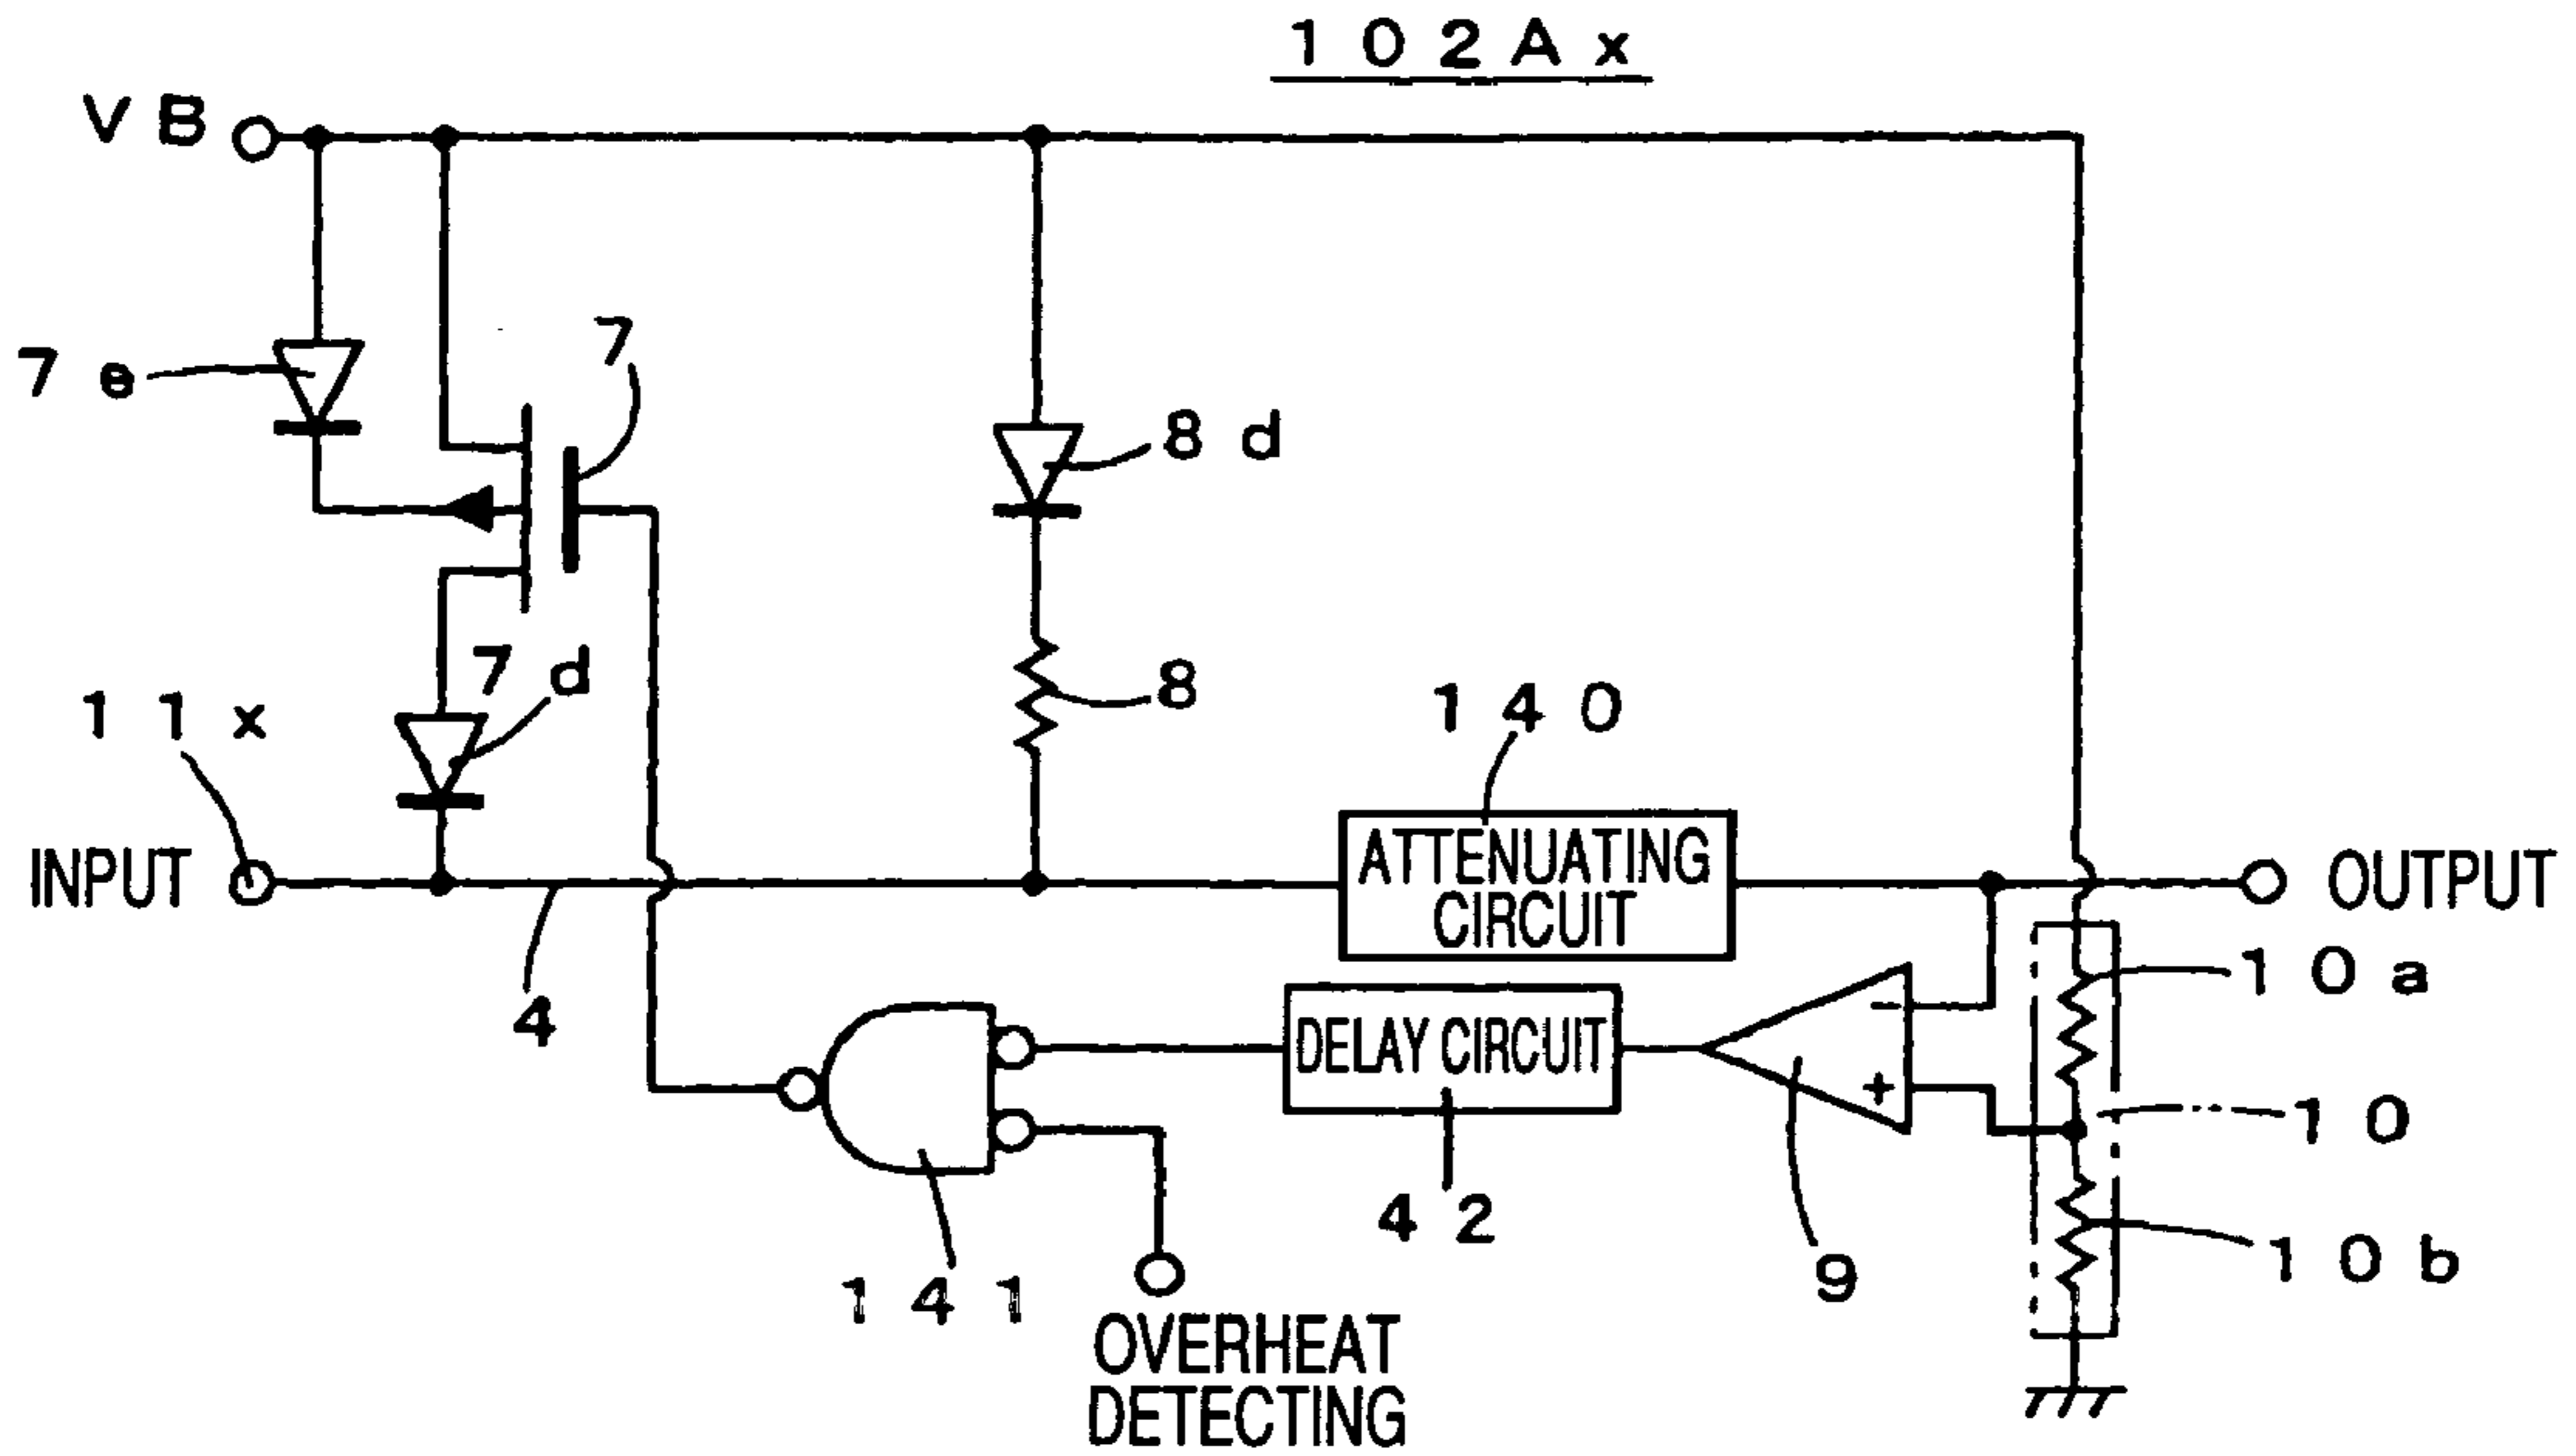 102Ax
VB
7e
7
8d
7d
8
11x
140
INPUT
ATTENUATING
CIRCUIT
OUTPUT
4
10a
DELAY CIRCUIT
-
+
10
42
141
9
10b
OVERHEAT
DETECTING